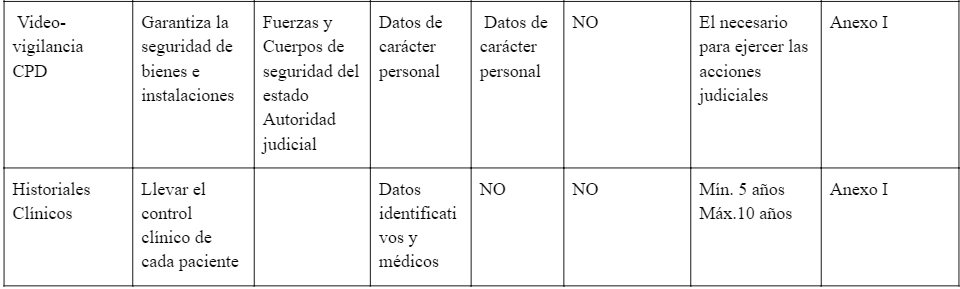 Video-
vigilancia
CPD
Garantiza la
seguridad de
bienes e
instalaciones
Fuerzas y
Cuerpos de
seguridad del
estado
Autoridad
judicial
Datos de
carácter
personal
Datos de
carácter
personal
NO
El necesario
para ejercer las
acciones
judiciales
Anexo I
Historiales
Clínicos
Llevar el
control
clínico de
cada paciente
Datos
identificati
vos y
médicos
NO
NO
Mín. 5 años
Máx.10 años
Anexo I